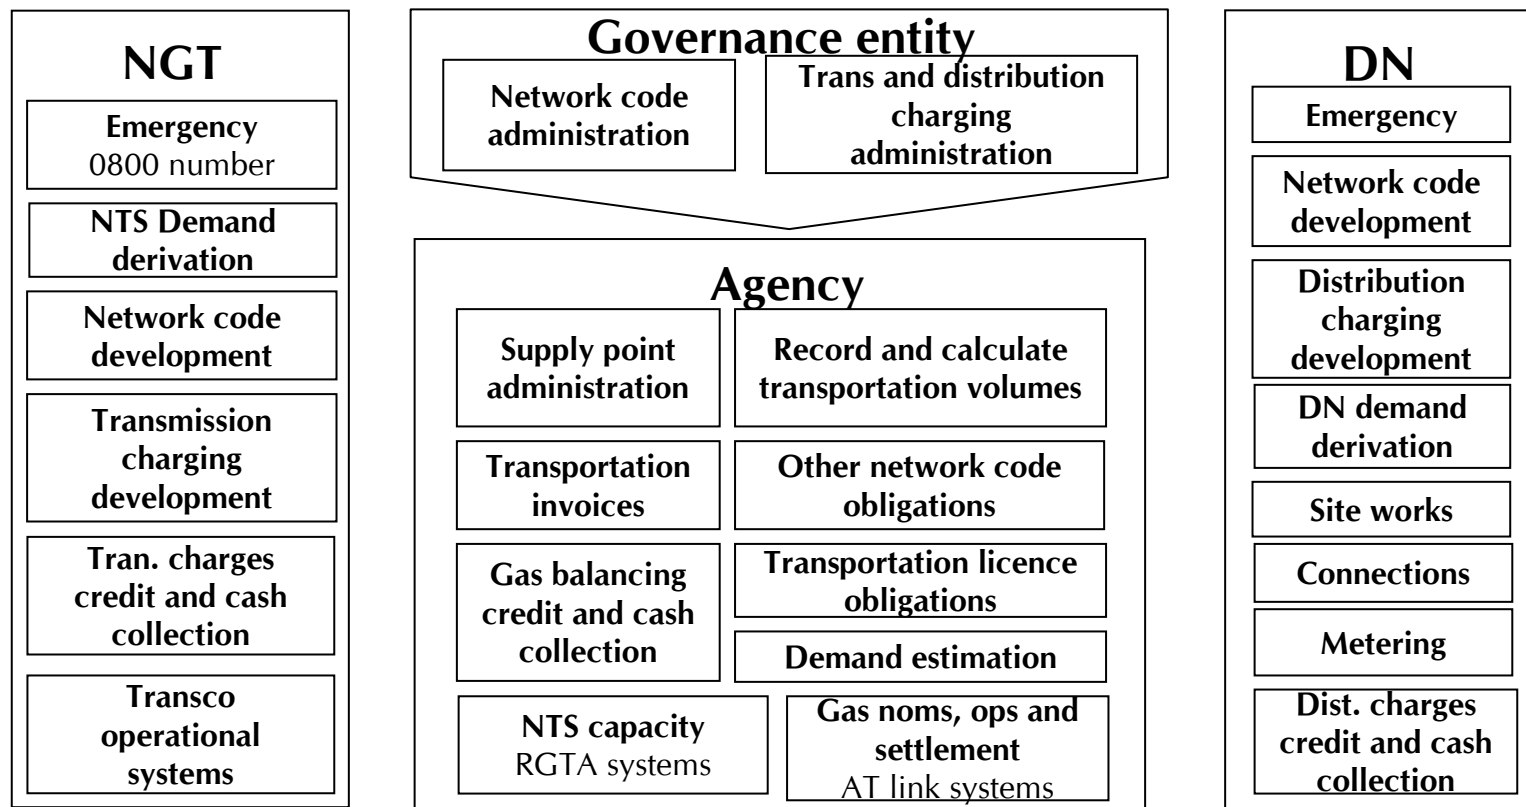 NGT
Emergency
0800 number
NTS Demand
derivation
Network code
development
Transmission
charging
development
Tran. charges
credit and cash
collection
Transco
operational
systems
Governance entity
Network code
administration
Trans and distribution
charging
administration
Agency
Supply point
administration
Record and calculate
transportation volumes
Transportation
invoices
Other network code
obligations
Gas balancing
credit and cash
collection
Transportation licence
obligations
Demand estimation
NTS capacity
RGTA systems
Gas noms, ops and
settlement
AT link systems
DN
Emergency
Network code
development
Distribution
charging
development
DN demand
derivation
Site works
Connections
Metering
Dist. charges
credit and cash
collection